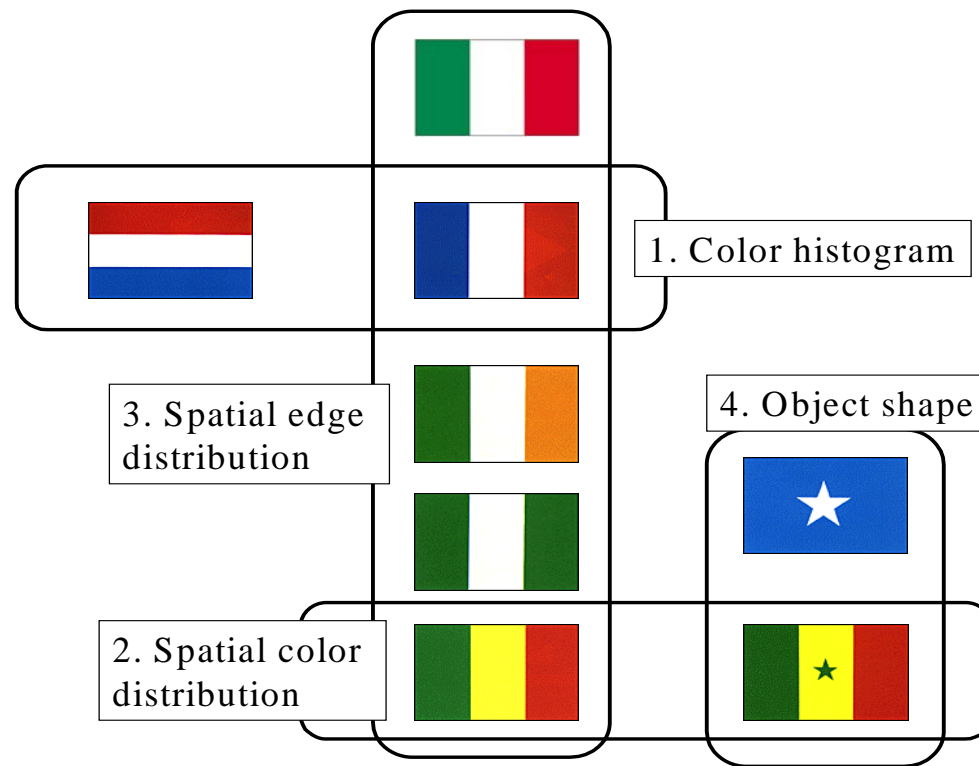 1. Color histogram
3. Spatial edge
distribution
4. Object shape
2. Spatial color
distribution